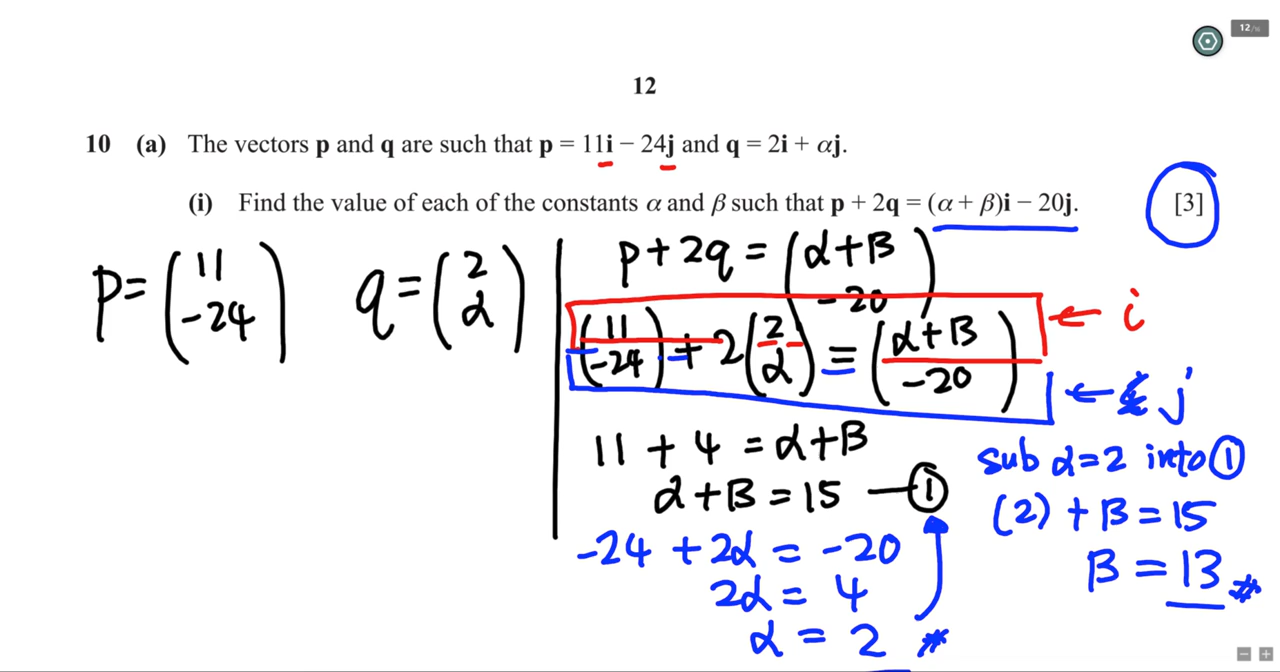 12/16
12
10 (a) The vectors p and q are such that p = 11i − 24j and q = 2i + αj.
(i) Find the value of each of the constants α and β such that p + 2q = (α + β)i − 20j. [3]
p = (11 -24) q = (2 α)
p + 2q = (α + β -20)
(11 -24) + 2(2 α) = (α + β -20) ← i
← j
11 + 4 = α + β
α + β = 15 — ①
-24 + 2α = -20
2α = 4
α = 2
sub α = 2 into ①
(2) + β = 15
β = 13